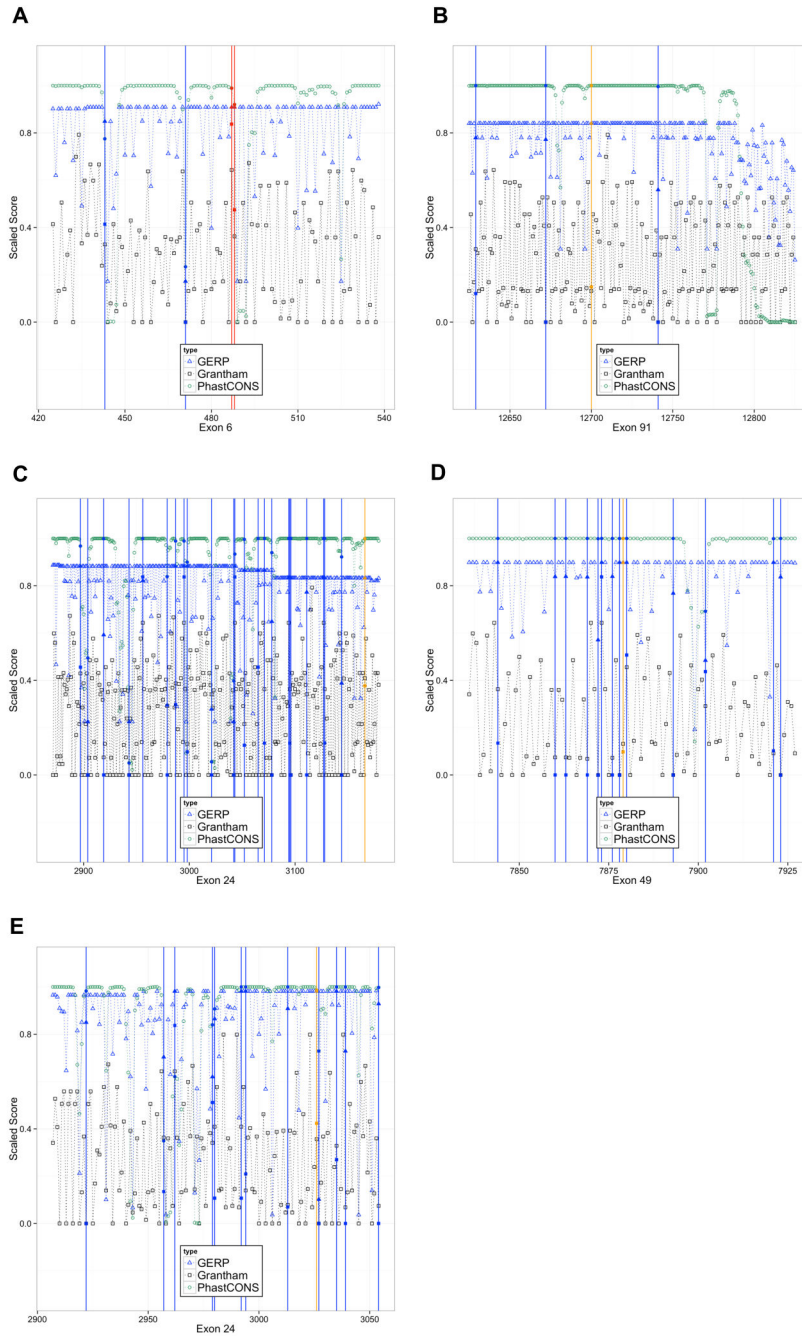 A
Scaled Score
0.8
0.4
0.0
type
GERP
Grantham
PhastCONS
420 450 480 510 540
Exon 6
B
Scaled Score
0.8
0.4
0.0
type
GERP
Grantham
PhastCONS
12650 12700 12750 12800
Exon 91
C
Scaled Score
0.8
0.4
0.0
type
GERP
Grantham
PhastCONS
2900 3000 3100
Exon 24
D
Scaled Score
0.8
0.4
0.0
type
GERP
Grantham
PhastCONS
7850 7875 7900 7925
Exon 49
E
Scaled Score
0.8
0.4
0.0
type
GERP
Grantham
PhastCONS
2900 2950 3000 3050
Exon 24